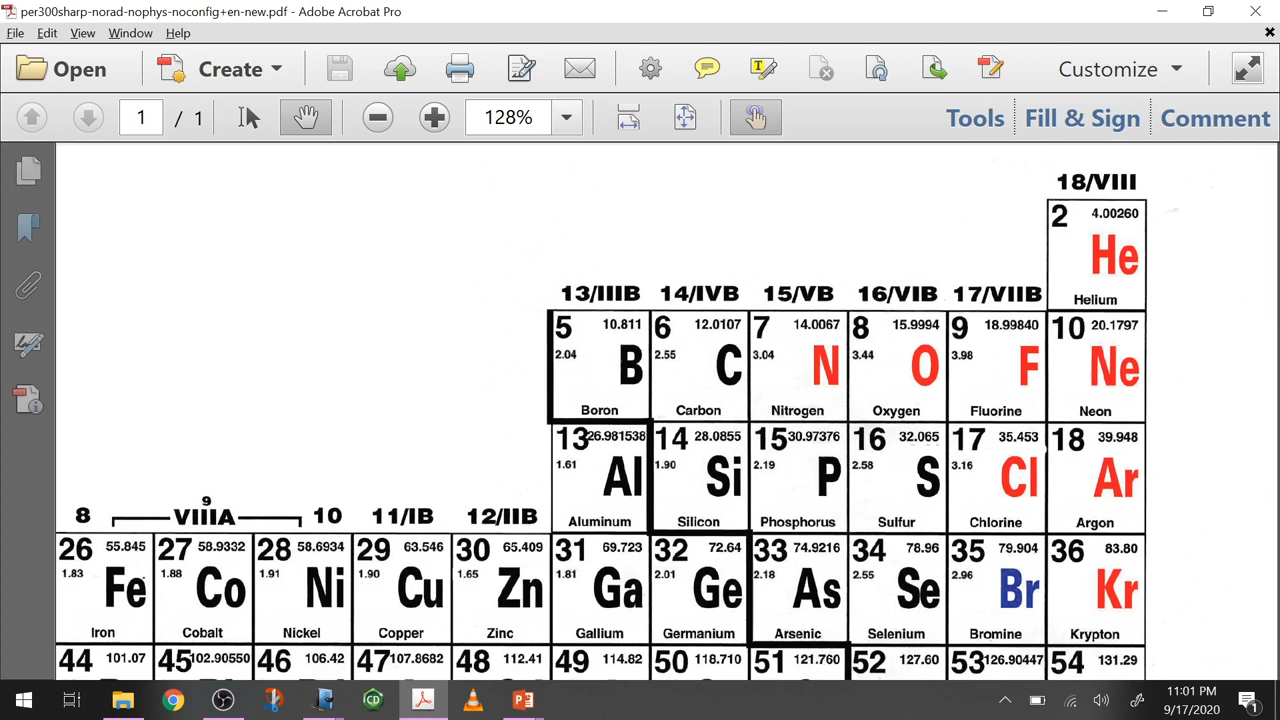 per300sharp-norad-nophys-noconfig+en-new.pdf - Adobe Acrobat Pro
File Edit View Window Help
Open Create Customize
1 / 1 128% Tools Fill & Sign Comment
18/VIII
2 4.00260
He
Helium
13/IIIB 14/IVB 15/VB 16/VIB 17/VIIB
5 10.811 6 12.0107 7 14.0067 8 15.9994 9 18.99840 10 20.1797
2.04 B 2.55 C 3.04 N 3.44 O 3.98 F Ne
Boron Carbon Nitrogen Oxygen Fluorine Neon
13 26.981538 14 28.0855 15 30.97376 16 32.065 17 35.453 18 39.948
1.61 Al 1.90 Si 2.19 P 2.58 S 3.16 Cl Ar
Aluminum Silicon Phosphorus Sulfur Chlorine Argon
9
8 VIIIA 10 11/IB 12/IIB
26 55.845 27 58.9332 28 58.6934 29 63.546 30 65.409 31 69.723 32 72.64 33 74.9216 34 78.96 35 79.904 36 83.80
1.83 Fe 1.88 Co 1.91 Ni 1.90 Cu 1.65 Zn 1.81 Ga 2.01 Ge 2.18 As 2.55 Se 2.96 Br Kr
Iron Cobalt Nickel Copper Zinc Gallium Germanium Arsenic Selenium Bromine Krypton
44 101.07 45 102.90550 46 106.42 47 107.8682 48 112.41 49 114.82 50 118.710 51 121.760 52 127.60 53 126.90447 54 131.29
11:01 PM
9/17/2020
1